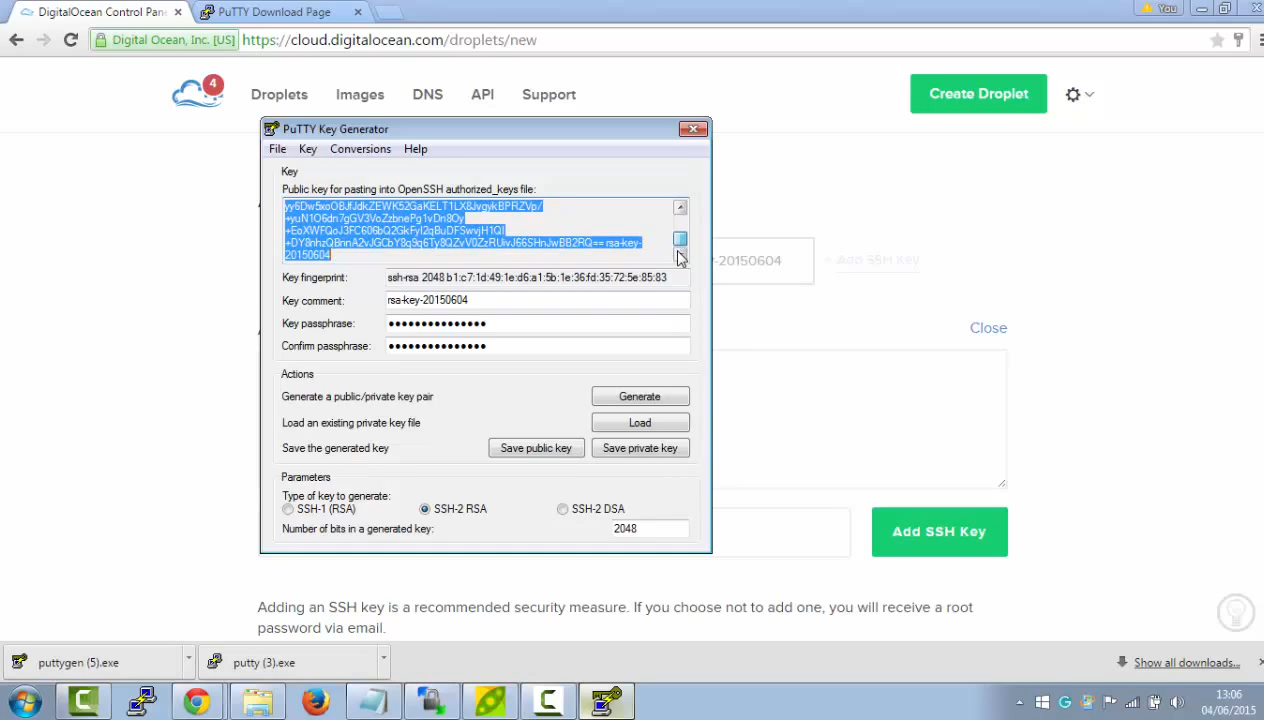 DigitalOcean Control Pane
PuTTY Download Page
You
Digital Ocean, Inc. [US]
https://cloud.digitalocean.com/droplets/new
4
Droplets
Images
DNS
API
Support
Create Droplet
PuTTY Key Generator
File
Key
Conversions
Help
Key
Public key for pasting into OpenSSH authorized_keys file:
20150604
-20150604
+ Add SSH Key
Key fingerprint:
ssh-rsa 2048 b1:c7:1d:49:1e:d6:a1:5b:1e:36:fd:35:72:5e:85:83
Key comment:
rsa-key-20150604
Key passphrase:
Confirm passphrase:
Close
Actions
Generate a public/private key pair
Generate
Load an existing private key file
Load
Save the generated key
Save public key
Save private key
Parameters
Type of key to generate:
SSH-1 (RSA)
SSH-2 RSA
SSH-2 DSA
Number of bits in a generated key:
2048
Add SSH Key
Adding an SSH key is a recommended security measure. If you choose not to add one, you will receive a root
password via email.
puttygen (5).exe
putty (3).exe
Show all downloads...
13:06
04/06/2015